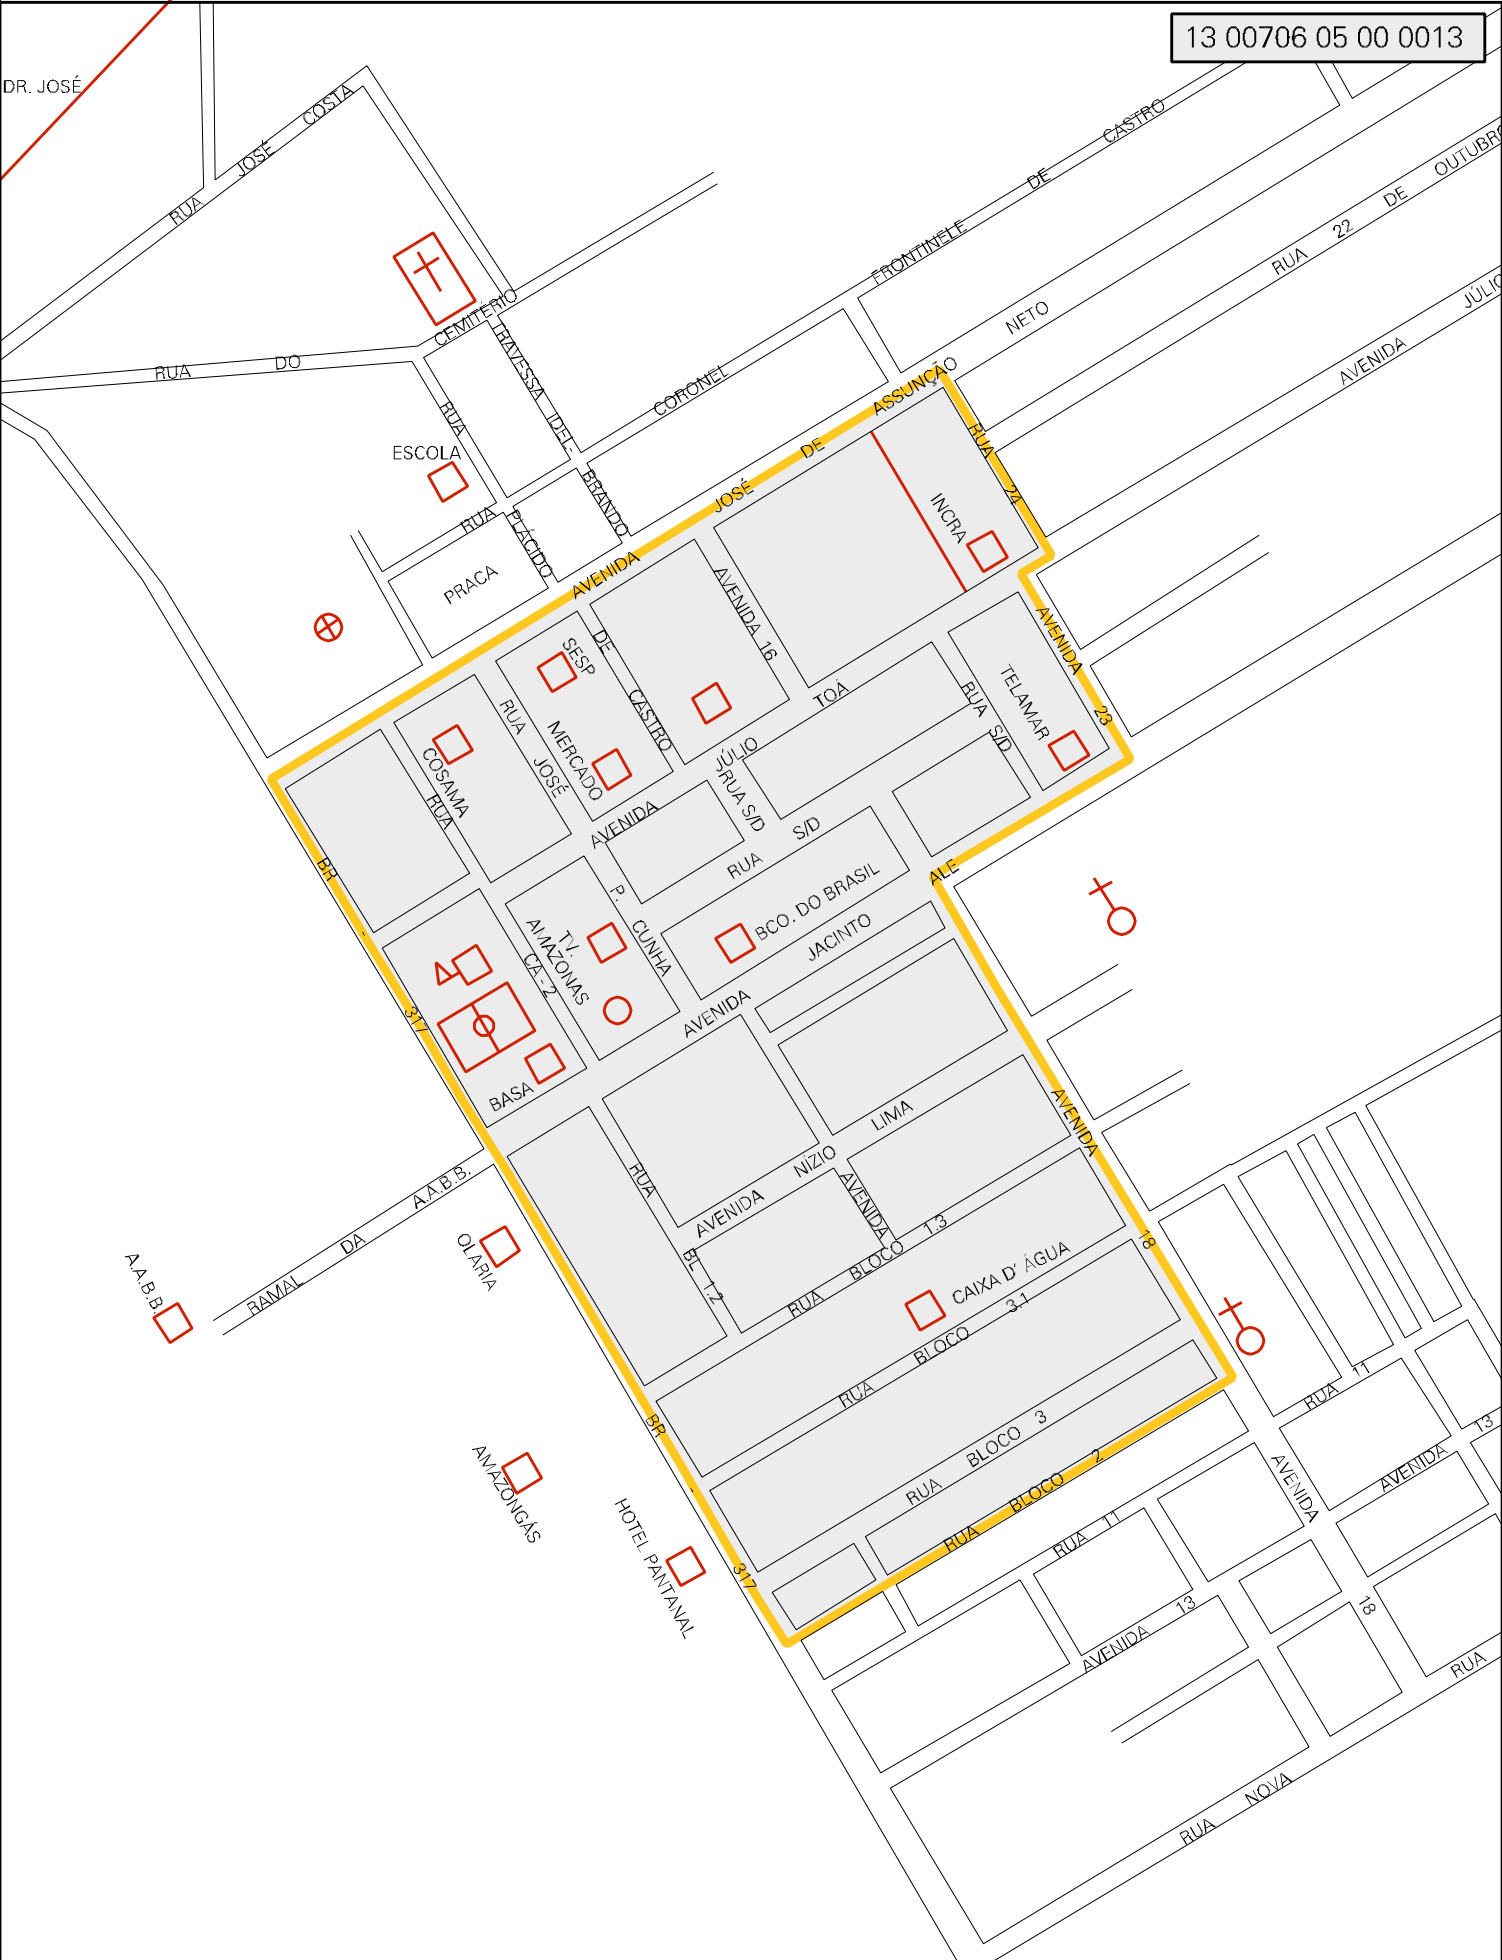 13 00706 05 00 0013
DR. JOSÉ
RUA JOSÉ COSTA
RUA DO CEMITÉRIO
TRAVESSA IDEL-
BRANDO
RUA
PLÁCIDO
ESCOLA
RUA CORONEL FRONTINELE DE CASTRO
PRACA
AVENIDA JOSÉ DE ASSUNÇÃO NETO
RUA 22 DE OUTUBRO
AVENIDA JÚLIO
RUA 24
INCRA
AVENIDA 16
DE CASTRO
SESP
MERCADO
RUA JOSÉ
COSAMA
RUA
CA - 2
AVENIDA JÚLIO TOÁ
RUA S/D
TELAMAR
AVENIDA 23
RUA S/D
RUA S/D
P. CUNHA
TV.
AMAZONAS
BCO. DO BRASIL
AVENIDA JACINTO ALE
BASA
BR - 317
AVENIDA NÍZIO LIMA
RUA BL. 1.2
AVENIDA
AVENIDA 18
RUA BLOCO 1.3
CAIXA D' ÁGUA
RUA BLOCO 3.1
RUA BLOCO 3
RUA BLOCO 2
RAMAL DA A.A.B.B.
A.A.B.B.
OLARIA
BR - 317
AMAZONGÁS
HOTEL PANTANAL
RUA 11
RUA 11
AVENIDA 13
AVENIDA 13
AVENIDA 18
RUA NOVA
RUA